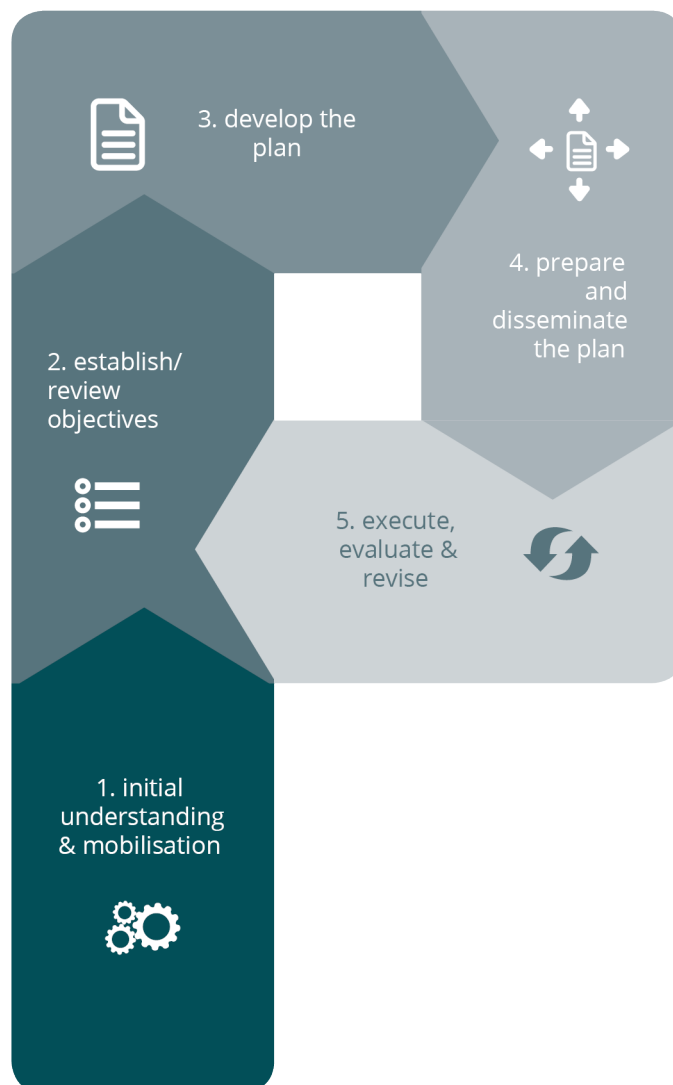 3. develop the
plan
4. prepare
and
disseminate
the plan
2. establish/
review
objectives
5. execute,
evaluate &
revise
1. initial
understanding
& mobilisation